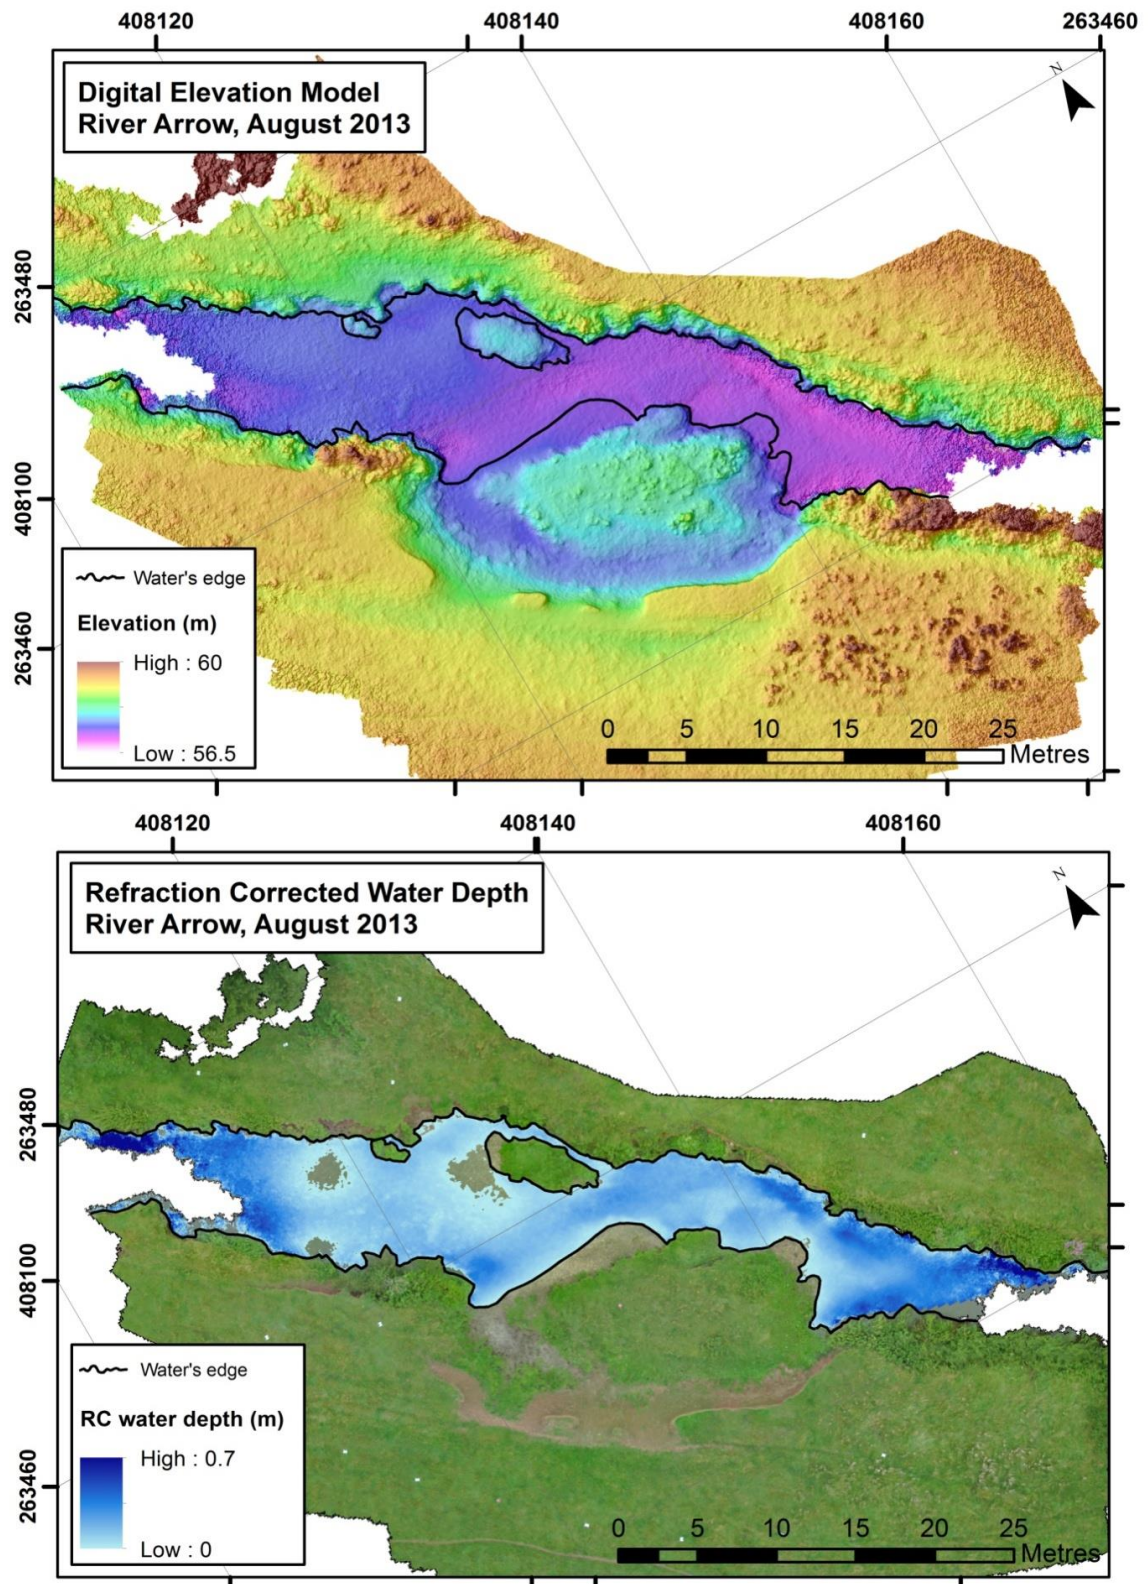 408120 408140 408160 263460
Digital Elevation Model
River Arrow, August 2013
N
263480
408100
263460
Water's edge
Elevation (m)
High : 60
Low : 56.5
0 5 10 15 20 25
Metres
408120 408140 408160
Refraction Corrected Water Depth
River Arrow, August 2013
N
263480
408100
263460
Water's edge
RC water depth (m)
High : 0.7
Low : 0
0 5 10 15 20 25
Metres